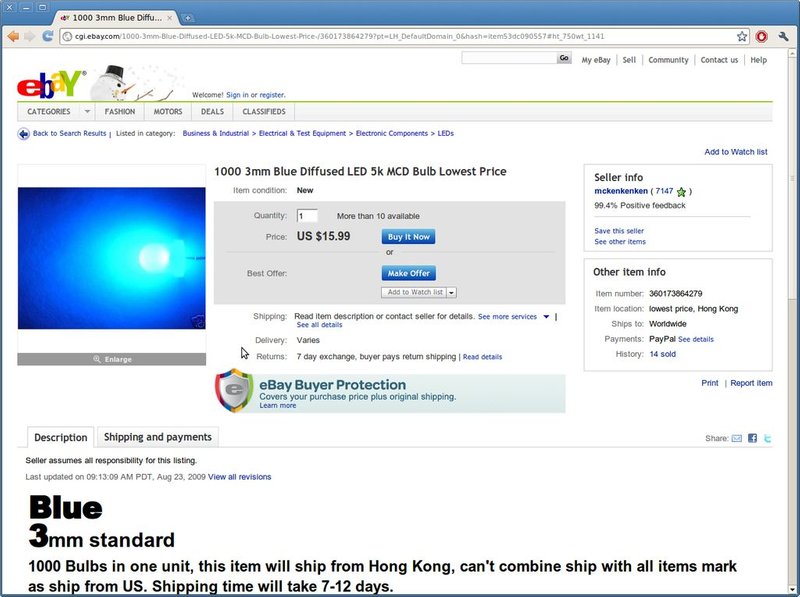 1000 3mm Blue Diffu...
cgi.ebay.com/1000-3mm-Blue-Diffused-LED-5k-MCD-Bulb-Lowest-Price-/360173864279?pt=LH_DefaultDomain_0&hash=item53dc090557#ht_750wt_1141
Go My eBay | Sell Community Contact us Help
ebaY®
Welcome! Sign in or register.
CATEGORIES FASHION MOTORS DEALS CLASSIFIEDS
Back to Search Results | Listed in category: Business & Industrial > Electrical & Test Equipment > Electronic Components > LEDs
Add to Watch list
1000 3mm Blue Diffused LED 5k MCD Bulb Lowest Price
Item condition: New
Quantity: 1 More than 10 available
Price: US $15.99 Buy It Now
or
Best Offer: Make Offer
Add to Watch list
Shipping: Read item description or contact seller for details. See more services |
See all details
Delivery: Varies
Returns: 7 day exchange, buyer pays return shipping | Read details
Enlarge
eBay Buyer Protection
Covers your purchase price plus original shipping.
Learn more
Seller info
mckenkenken ( 7147 )
99.4% Positive feedback
Save this seller
See other items
Other item info
Item number: 360173864279
Item location: lowest price, Hong Kong
Ships to: Worldwide
Payments: PayPal See details
History: 14 sold
Print | Report item
Description Shipping and payments
Share:
Seller assumes all responsibility for this listing.
Last updated on 09:13:09 AM PDT, Aug 23, 2009 View all revisions
Blue
3mm standard
1000 Bulbs in one unit, this item will ship from Hong Kong, can't combine ship with all items mark
as ship from US. Shipping time will take 7-12 days.